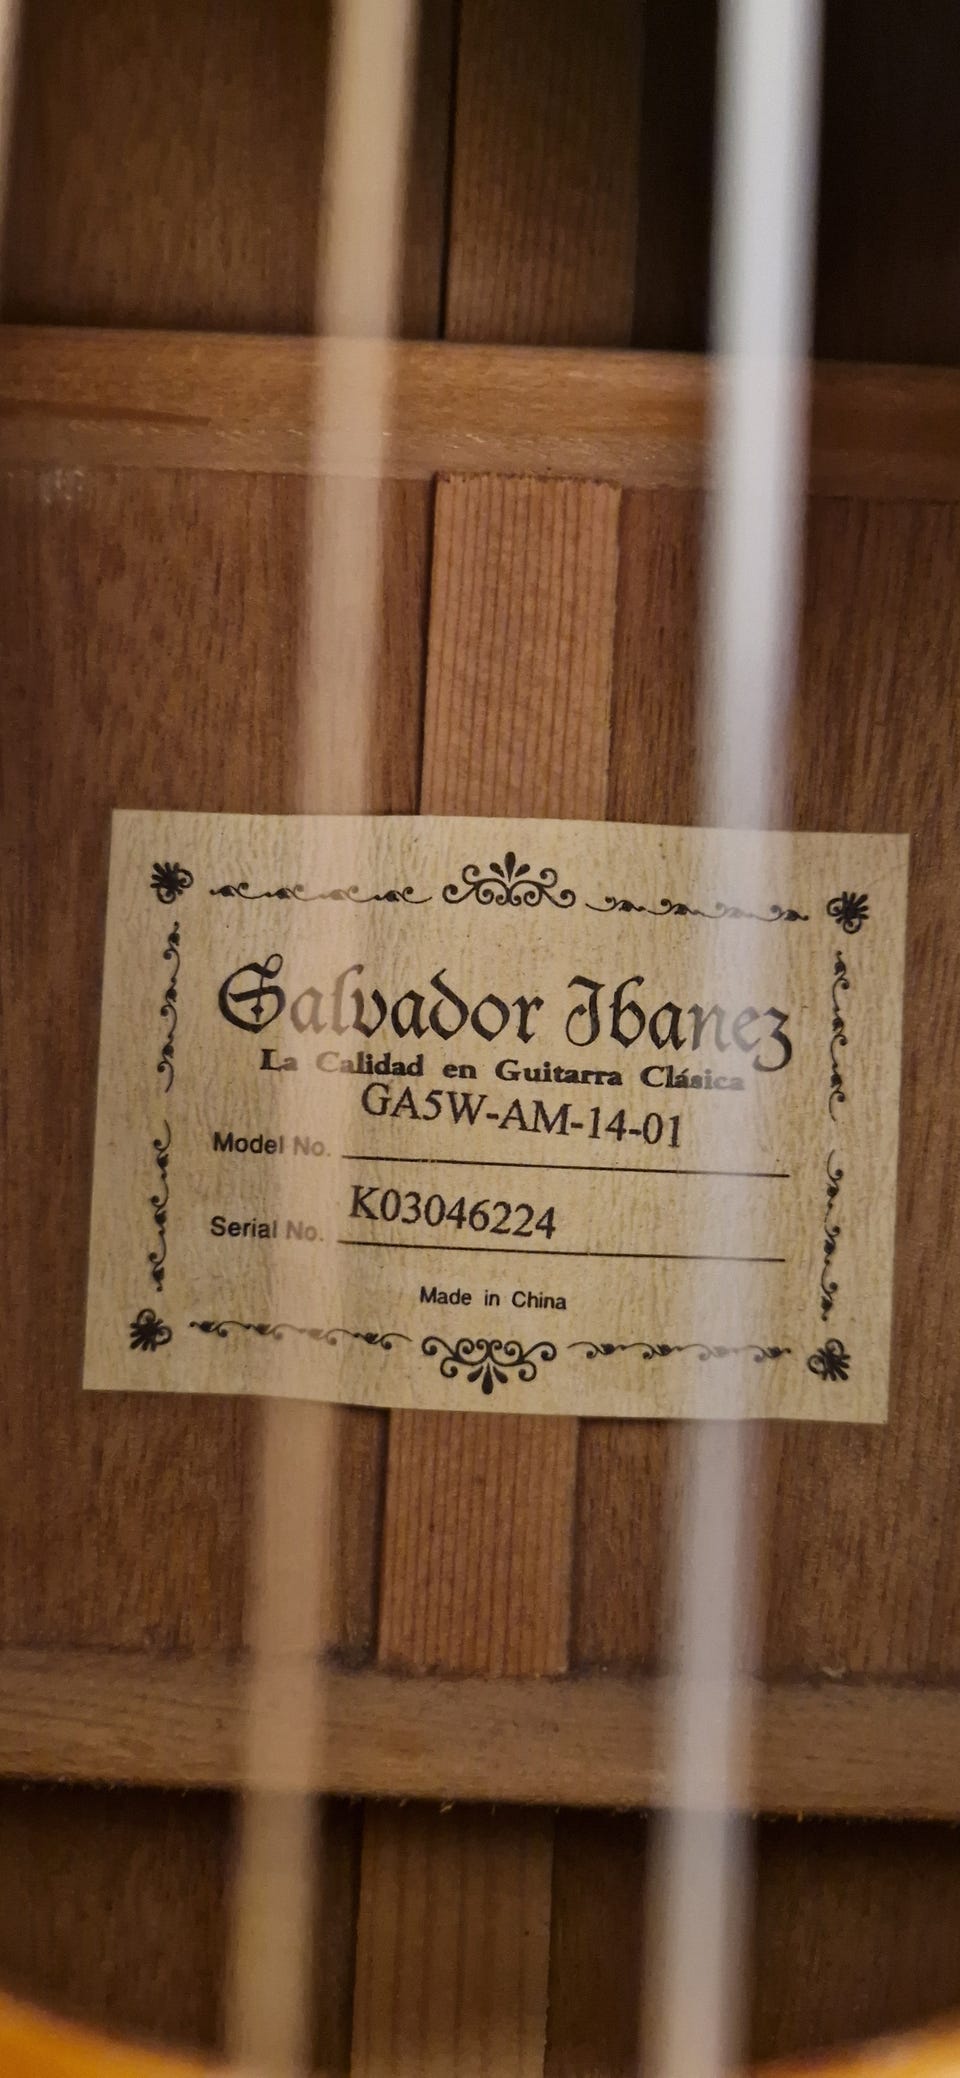 Salvador Ibanez
La Calidad en Guitarra Clásica
GA5W-AM-14-01
Model No.
K03046224
Serial No.
Made in China